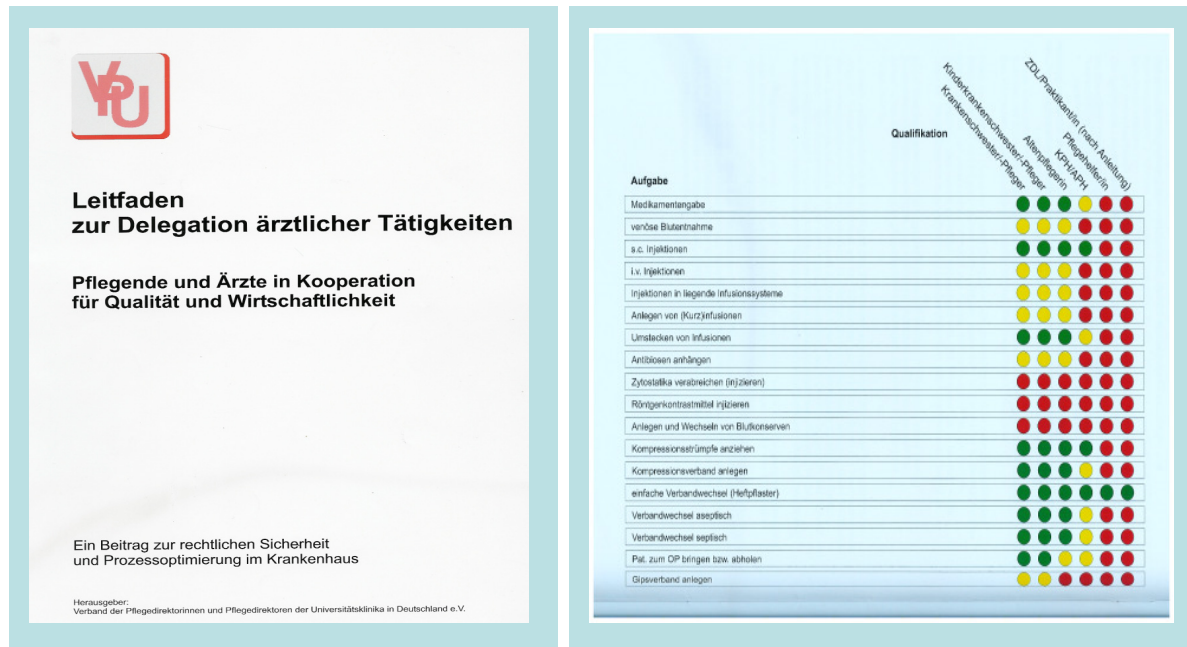 VPU
Leitfaden
zur Delegation ärztlicher Tätigkeiten
Pflegende und Ärzte in Kooperation
für Qualität und Wirtschaftlichkeit
Ein Beitrag zur rechtlichen Sicherheit
und Prozessoptimierung im Krankenhaus
Herausgeber:
Verband der Pflegedirektorinnen und Pflegedirektoren der Universitätsklinika in Deutschland e.V.
Qualifikation
Krankenschwester/-Pfleger
Kinderkrankenschwester/-Pfleger
Altenpflegerin
KPH/APH
Pflegehelfer/in
ZDL/Praktikant/in (nach Anleitung)
Aufgabe
Medikamentengabe
venöse Blutentnahme
s.c. Injektionen
i.v. Injektionen
Injektionen in liegende Infusionssysteme
Anlegen von (Kurz)infusionen
Umstecken von Infusionen
Antibiosen anhängen
Zytostatika verabreichen (injizieren)
Röntgenkontrastmittel injizieren
Anlegen und Wechseln von Blutkonserven
Kompressionsstrümpfe anziehen
Kompressionsverband anlegen
einfache Verbandwechsel (Heftpflaster)
Verbandwechsel aseptisch
Verbandwechsel septisch
Pat. zum OP bringen bzw. abholen
Gipsverband anlegen